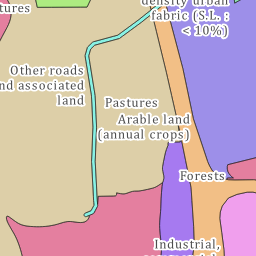 density urban
fabric (S.L. :
< 10%)
Other roads
and associated
land
Pastures
Arable land
(annual crops)
Forests
Industrial,